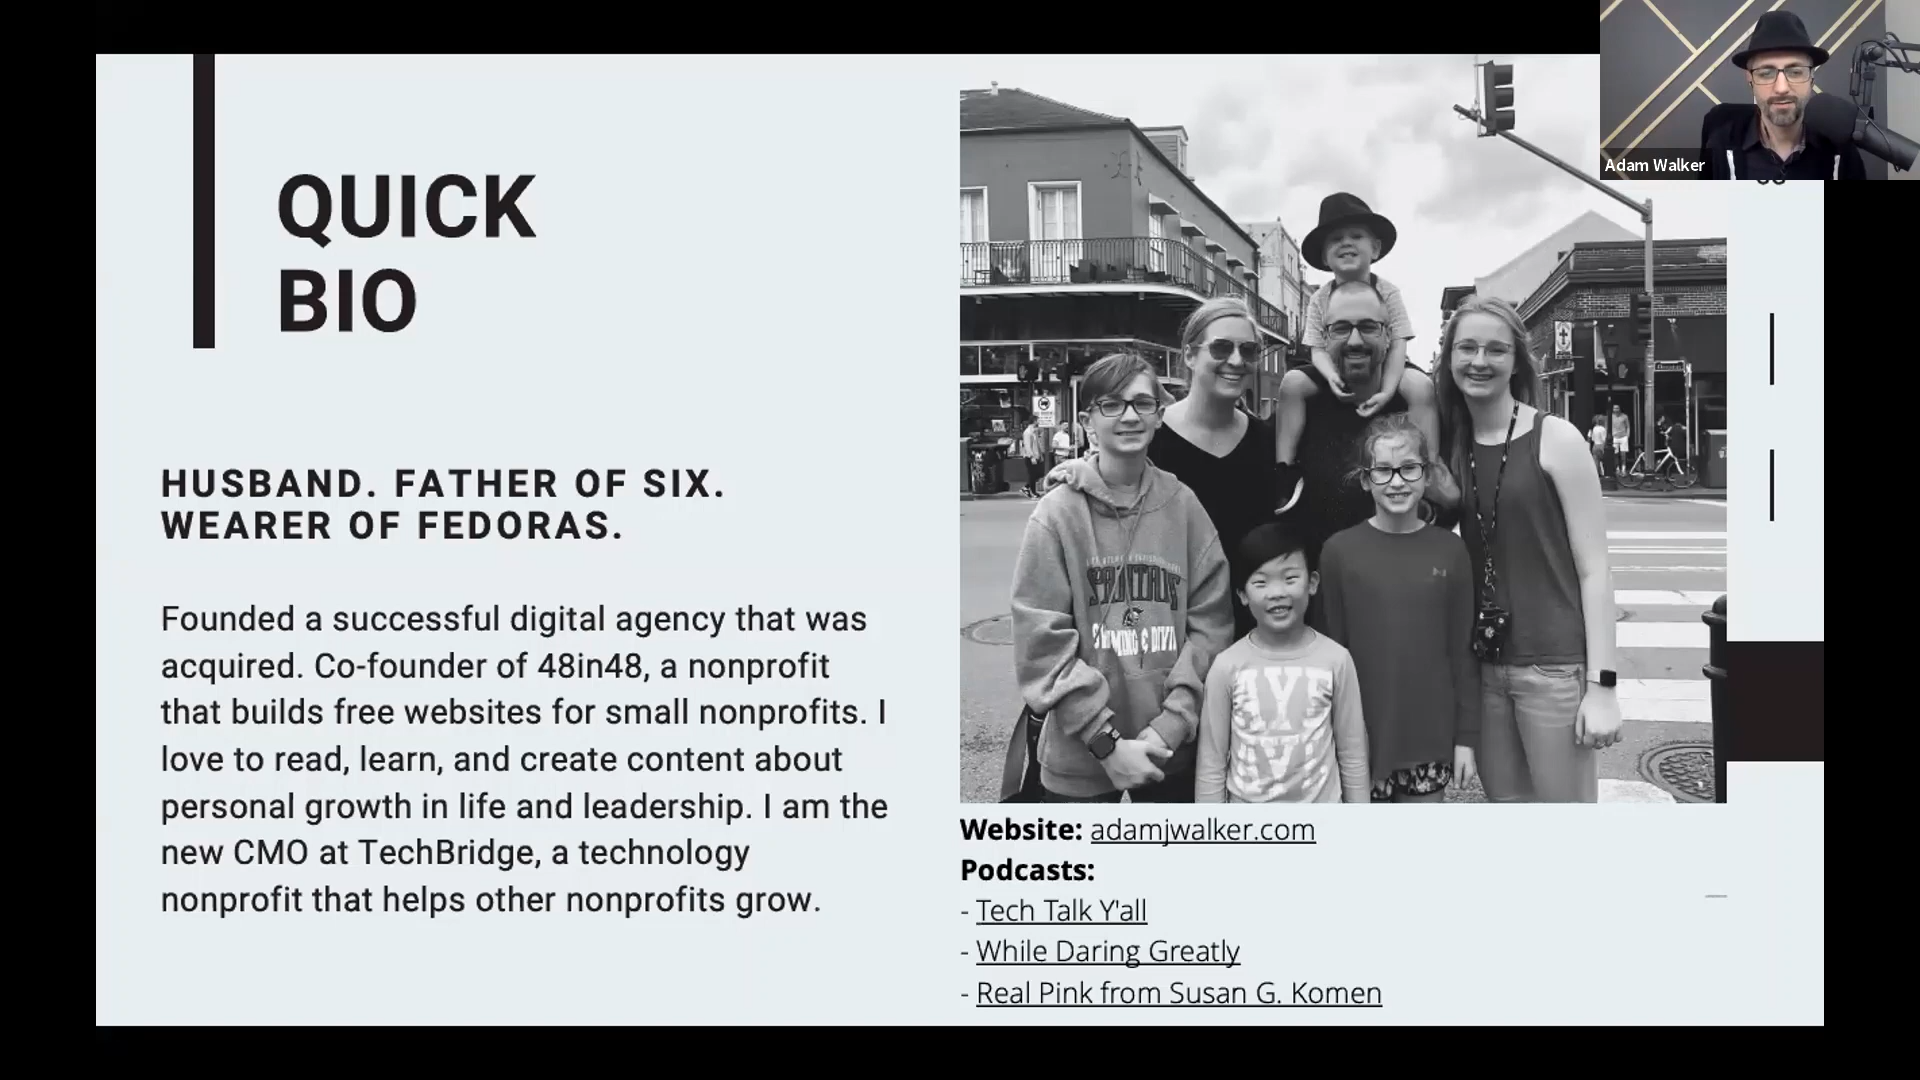 QUICK
BIO
HUSBAND. FATHER OF SIX.
WEARER OF FEDORAS.
Founded a successful digital agency that was
acquired. Co-founder of 48in48, a nonprofit
that builds free websites for small nonprofits. I
love to read, learn, and create content about
personal growth in life and leadership. I am the
new CMO at TechBridge, a technology
nonprofit that helps other nonprofits grow.
Adam Walker
Website: adamjwalker.com
Podcasts:
- Tech Talk Y'all
- While Daring Greatly
- Real Pink from Susan G. Komen